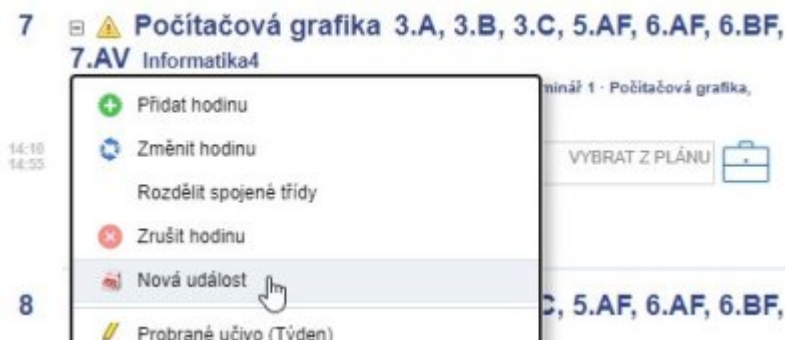 7 Počítačová grafika 3.A, 3.B, 3.C, 5.AF, 6.AF, 6.BF,
7.AV Informatika4
Přidat hodinu
minář 1 · Počítačová grafika,
14:10
14:55
Změnit hodinu
VYBRAT Z PLÁNU
Rozdělit spojené třídy
Zrušit hodinu
Nová událost
8 C, 5.AF, 6.AF, 6.BF,
Probrané učivo (Týden)